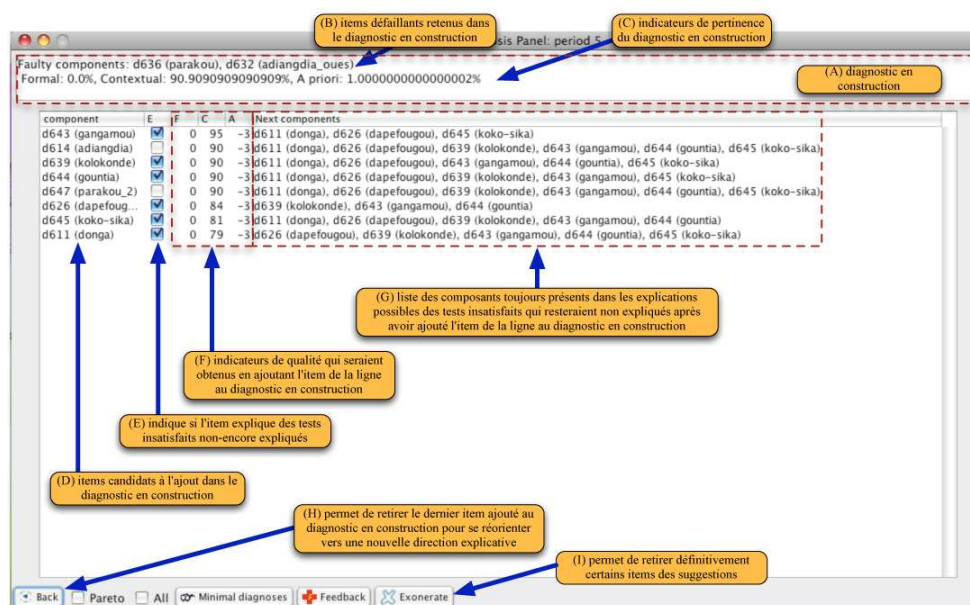 (B) items défaillants retenus dans
le diagnostic en construction
(C) indicateurs de pertinence
du diagnostic en construction
sis Panel: period 5
Faulty components: d636 (parakou), d632 (adiangdia_oues)
Formal: 0.0%, Contextual: 90.9090909090909%, A priori: 1.0000000000000002%
(A) diagnostic en
construction
component E F C A Next components
d643 (gangamou) 0 95 -3 d611 (donga), d626 (dapefougou), d645 (koko-sika)
d614 (adiangdia) 0 90 -3 d611 (donga), d626 (dapefougou), d639 (kolokonde), d643 (gangamou), d644 (gountia), d645 (koko-sika)
d639 (kolokonde) 0 90 -3 d611 (donga), d626 (dapefougou), d643 (gangamou), d644 (gountia), d645 (koko-sika)
d644 (gountia) 0 90 -3 d611 (donga), d626 (dapefougou), d639 (kolokonde), d643 (gangamou), d645 (koko-sika)
d647 (parakou_2) 0 90 -3 d611 (donga), d626 (dapefougou), d639 (kolokonde), d643 (gangamou), d644 (gountia), d645 (koko-sika)
d626 (dapefoug... 0 84 -3 d639 (kolokonde), d643 (gangamou), d644 (gountia)
d645 (koko-sika) 0 81 -3 d611 (donga), d626 (dapefougou), d639 (kolokonde), d643 (gangamou), d644 (gountia)
d611 (donga) 0 79 -3 d626 (dapefougou), d639 (kolokonde), d643 (gangamou), d644 (gountia), d645 (koko-sika)
(G) liste des composants toujours présents dans les explications
possibles des tests insatisfaits qui resteraient non expliqués après
avoir ajouté l'item de la ligne au diagnostic en construction
(F) indicateurs de qualité qui seraient
obtenus en ajoutant l'item de la ligne
au diagnostic en construction
(E) indique si l'item explique des tests
insatisfaits non-encore expliqués
(D) items candidats à l'ajout dans le
diagnostic en construction
(H) permet de retirer le dernier item ajouté au
diagnostic en construction pour se réorienter
vers une nouvelle direction explicative
(I) permet de retirer définitivement
certains items des suggestions
Back Pareto All Minimal diagnoses Feedback Exonerate